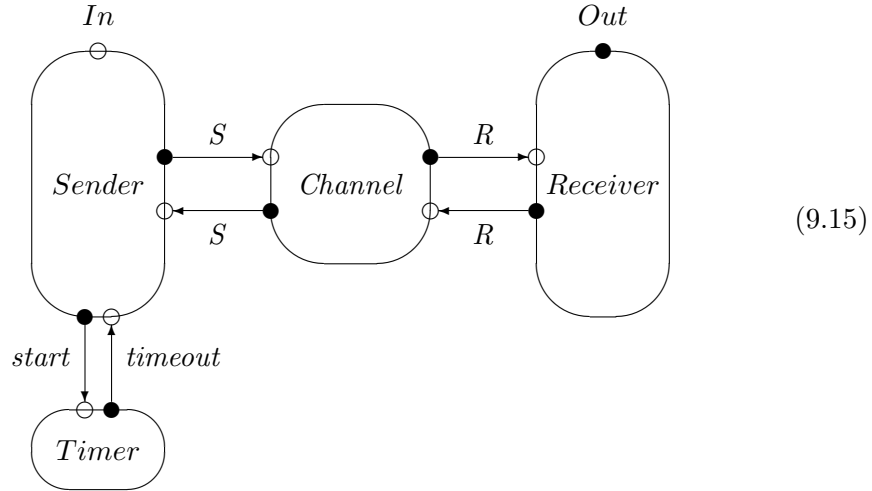 In Out
S R
Sender Channel Receiver
(9.15)
S R
start timeout
Timer